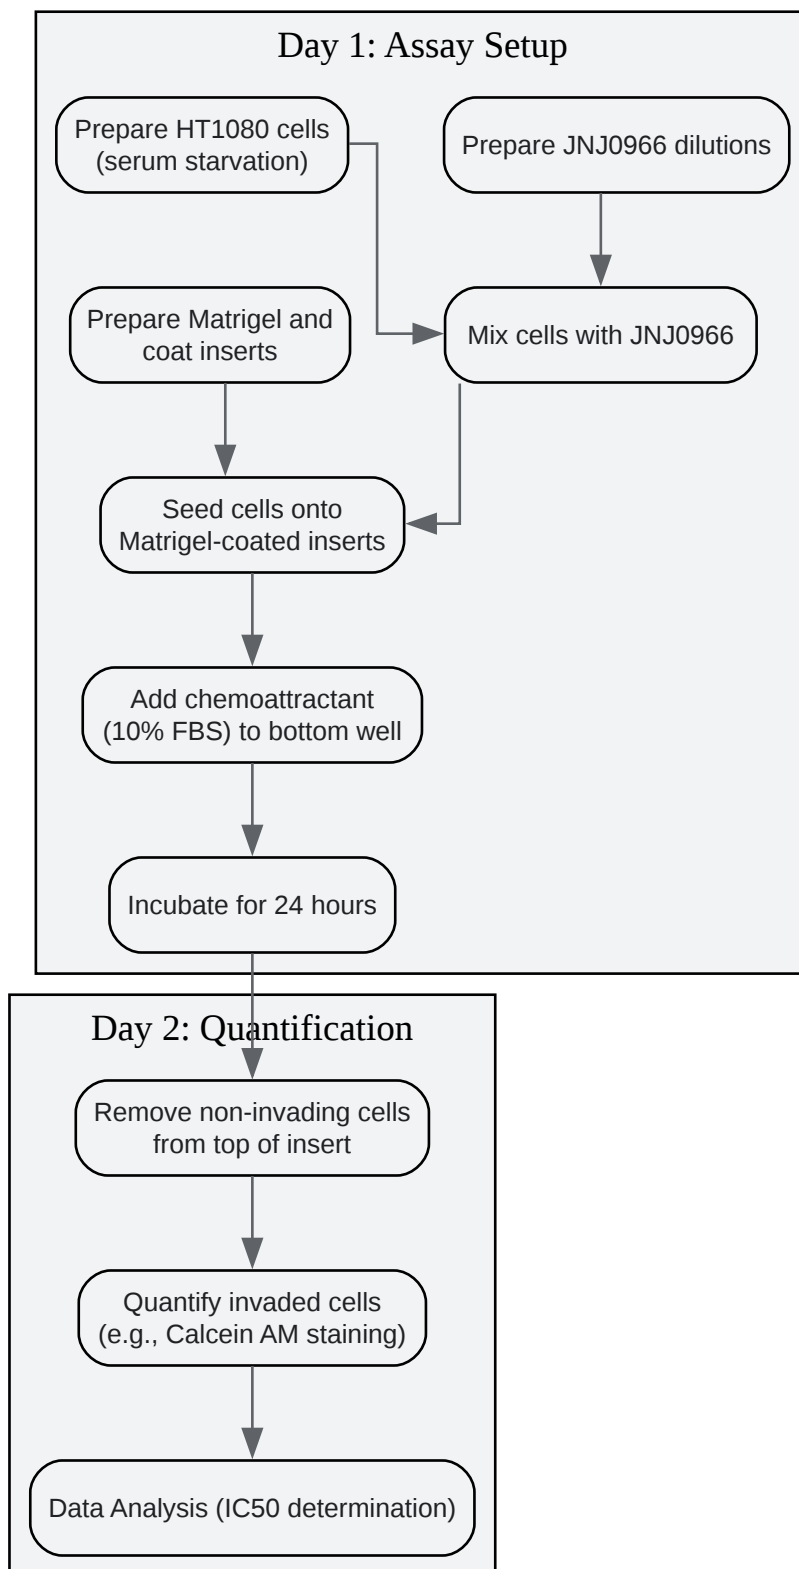 Day 1: Assay Setup
Prepare HT1080 cells
(serum starvation)
Prepare JNJ0966 dilutions
Prepare Matrigel and
coat inserts
Mix cells with JNJ0966
Seed cells onto
Matrigel-coated inserts
Add chemoattractant
(10% FBS) to bottom well
Incubate for 24 hours
Day 2: Quantification
Remove non-invading cells
from top of insert
Quantify invaded cells
(e.g., Calcein AM staining)
Data Analysis (IC50 determination)